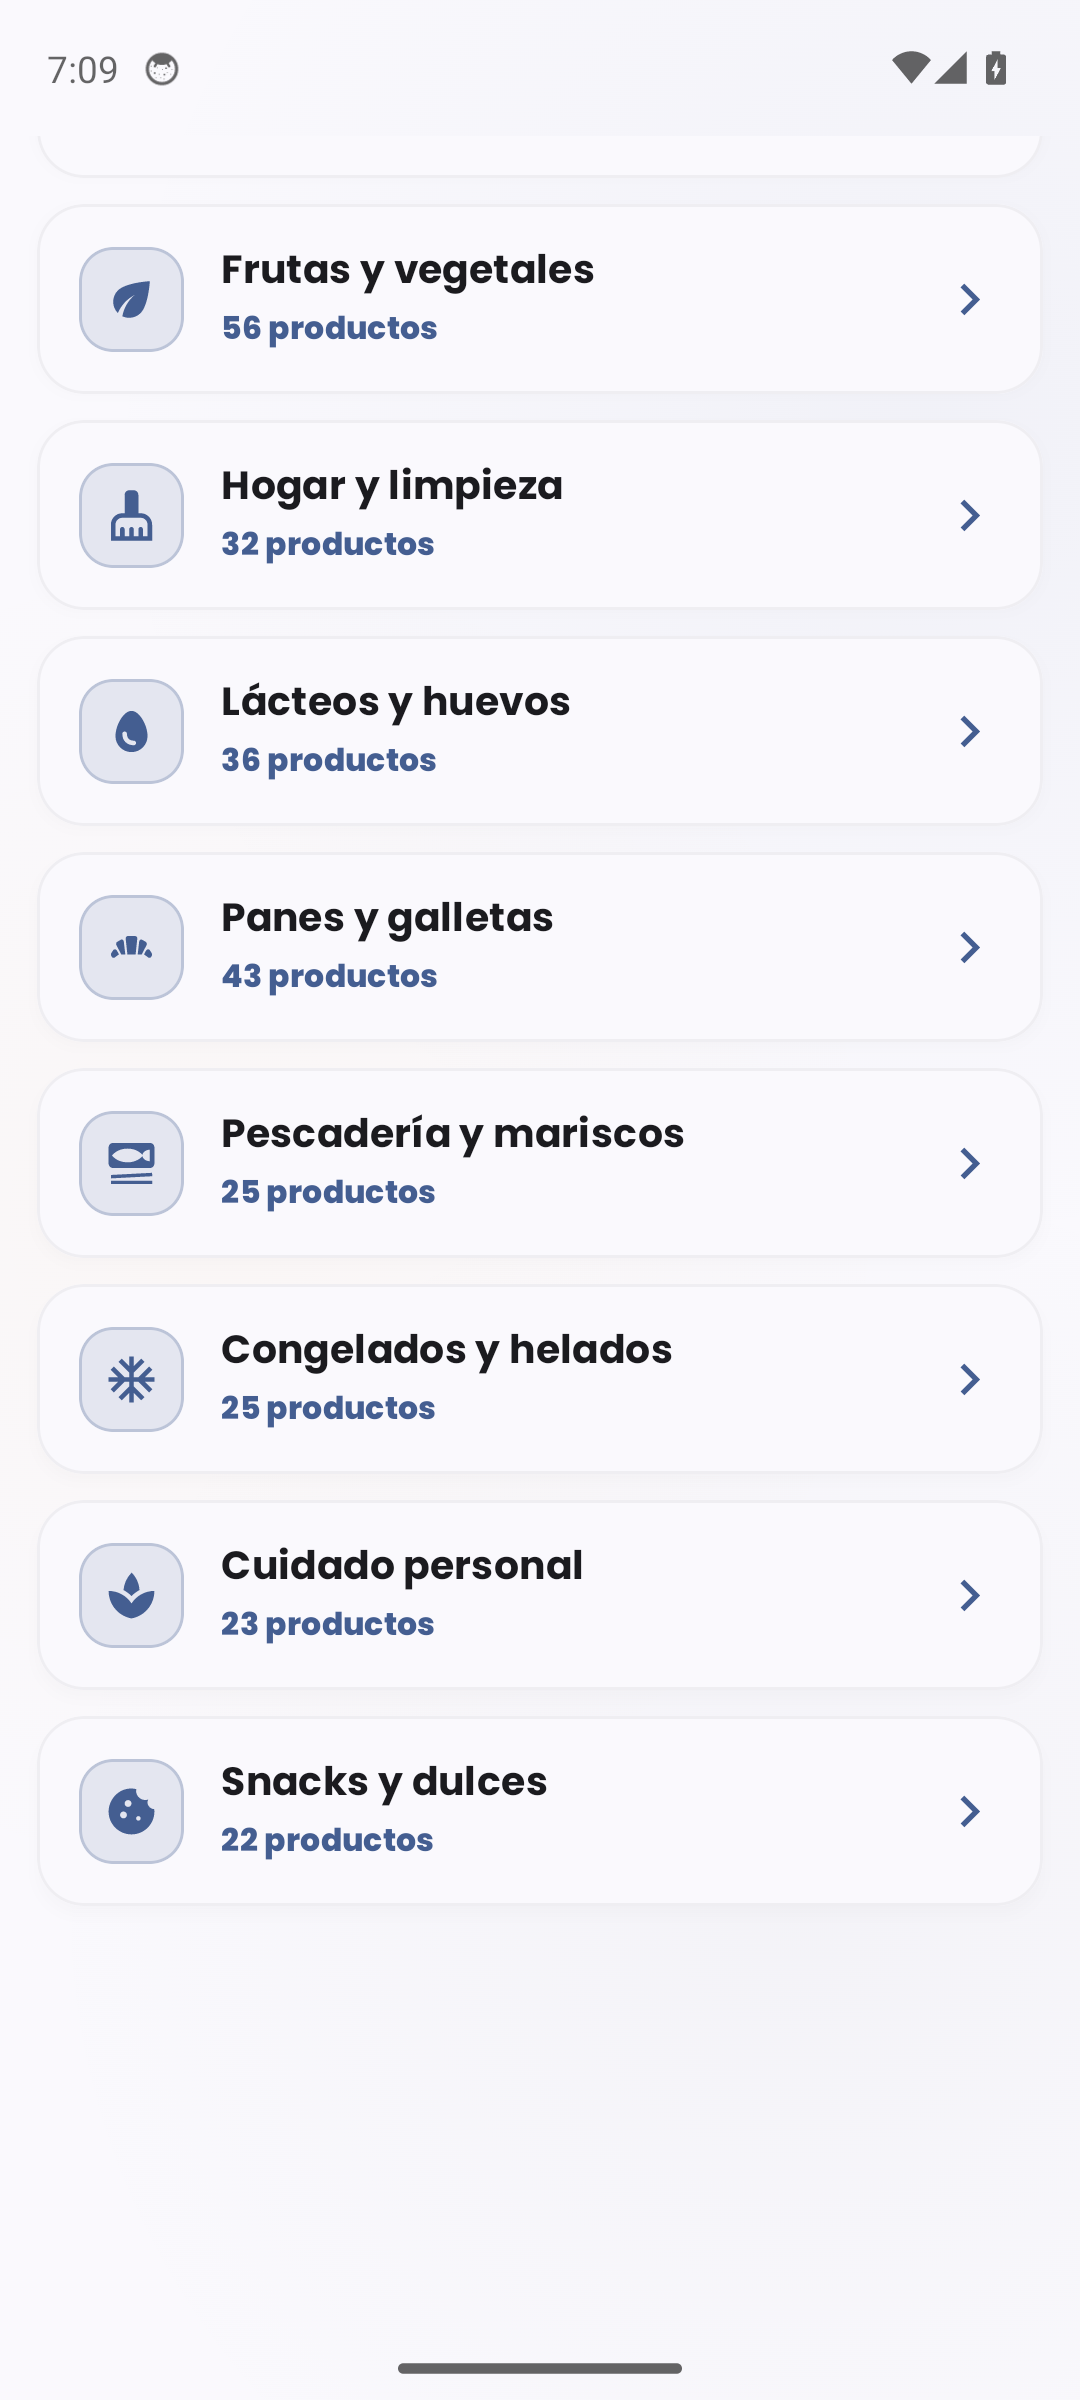 7:09
Frutas y vegetales
56 productos
Hogar y limpieza
32 productos
Lácteos y huevos
36 productos
Panes y galletas
43 productos
Pescadería y mariscos
25 productos
Congelados y helados
25 productos
Cuidado personal
23 productos
Snacks y dulces
22 productos